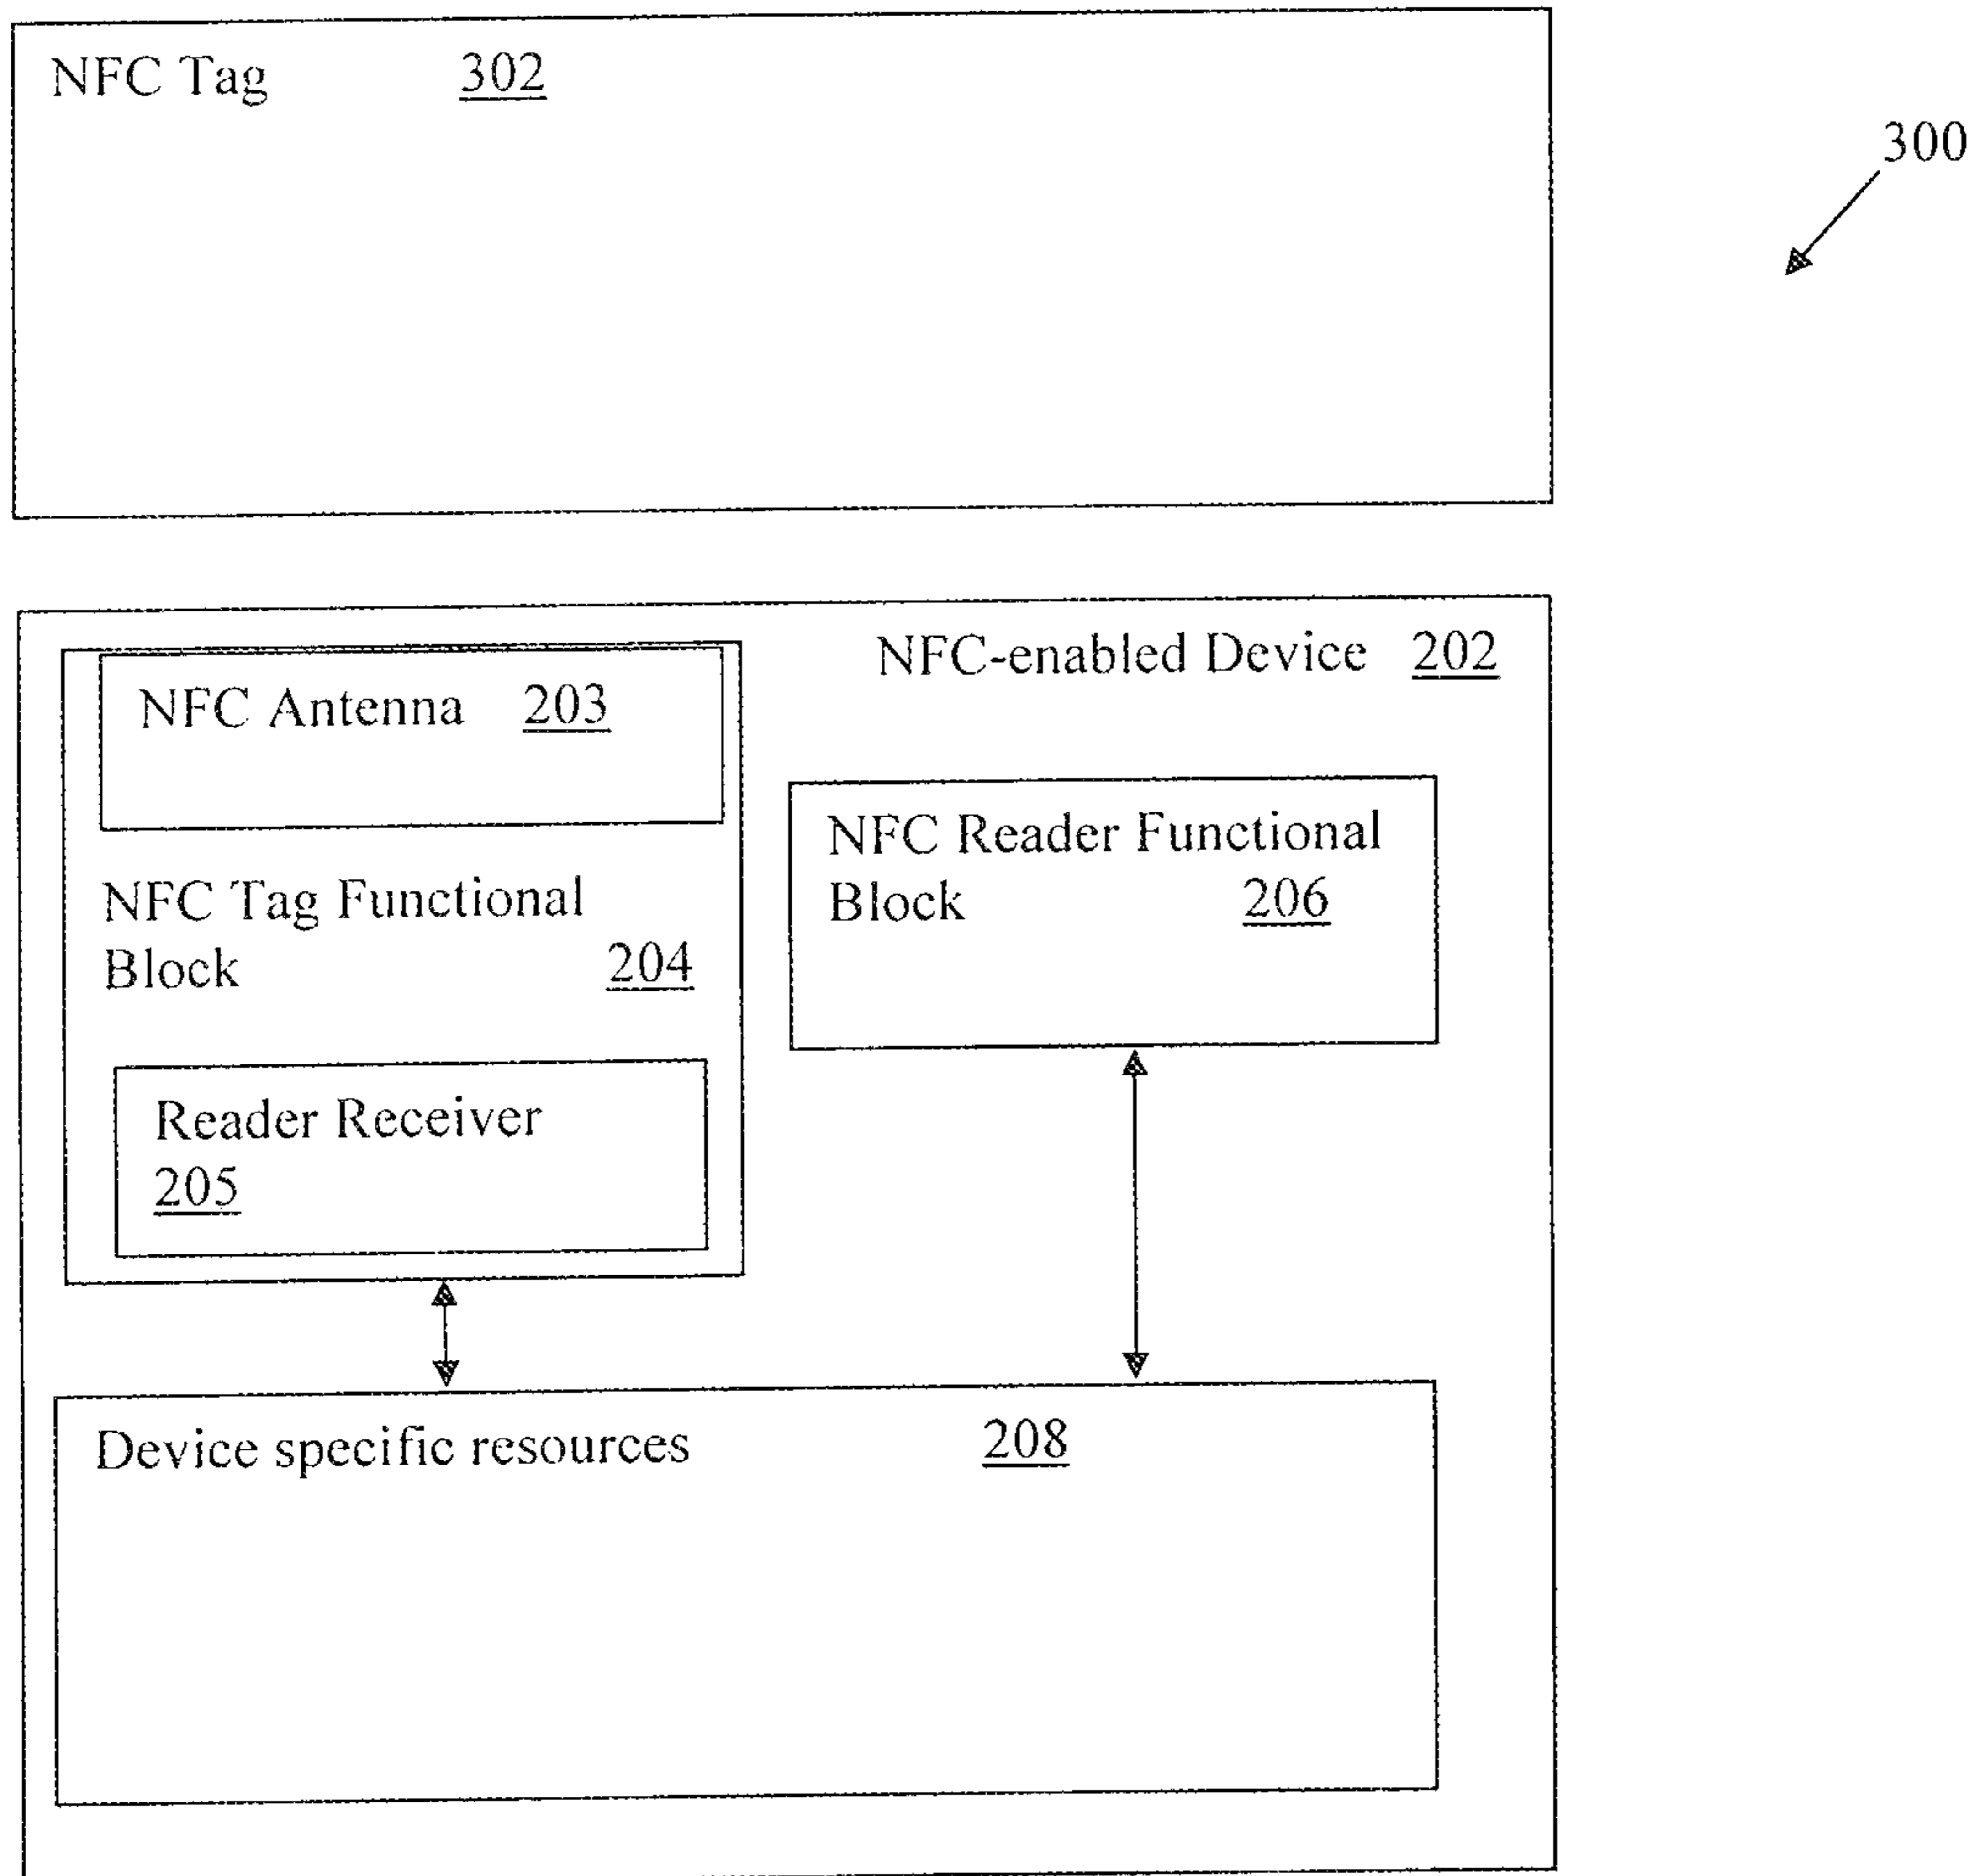 NFC Tag 302
300
NFC-enabled Device 202
NFC Antenna 203
NFC Tag Functional
Block 204
NFC Reader Functional
Block 206
Reader Receiver
205
Device specific resources 208